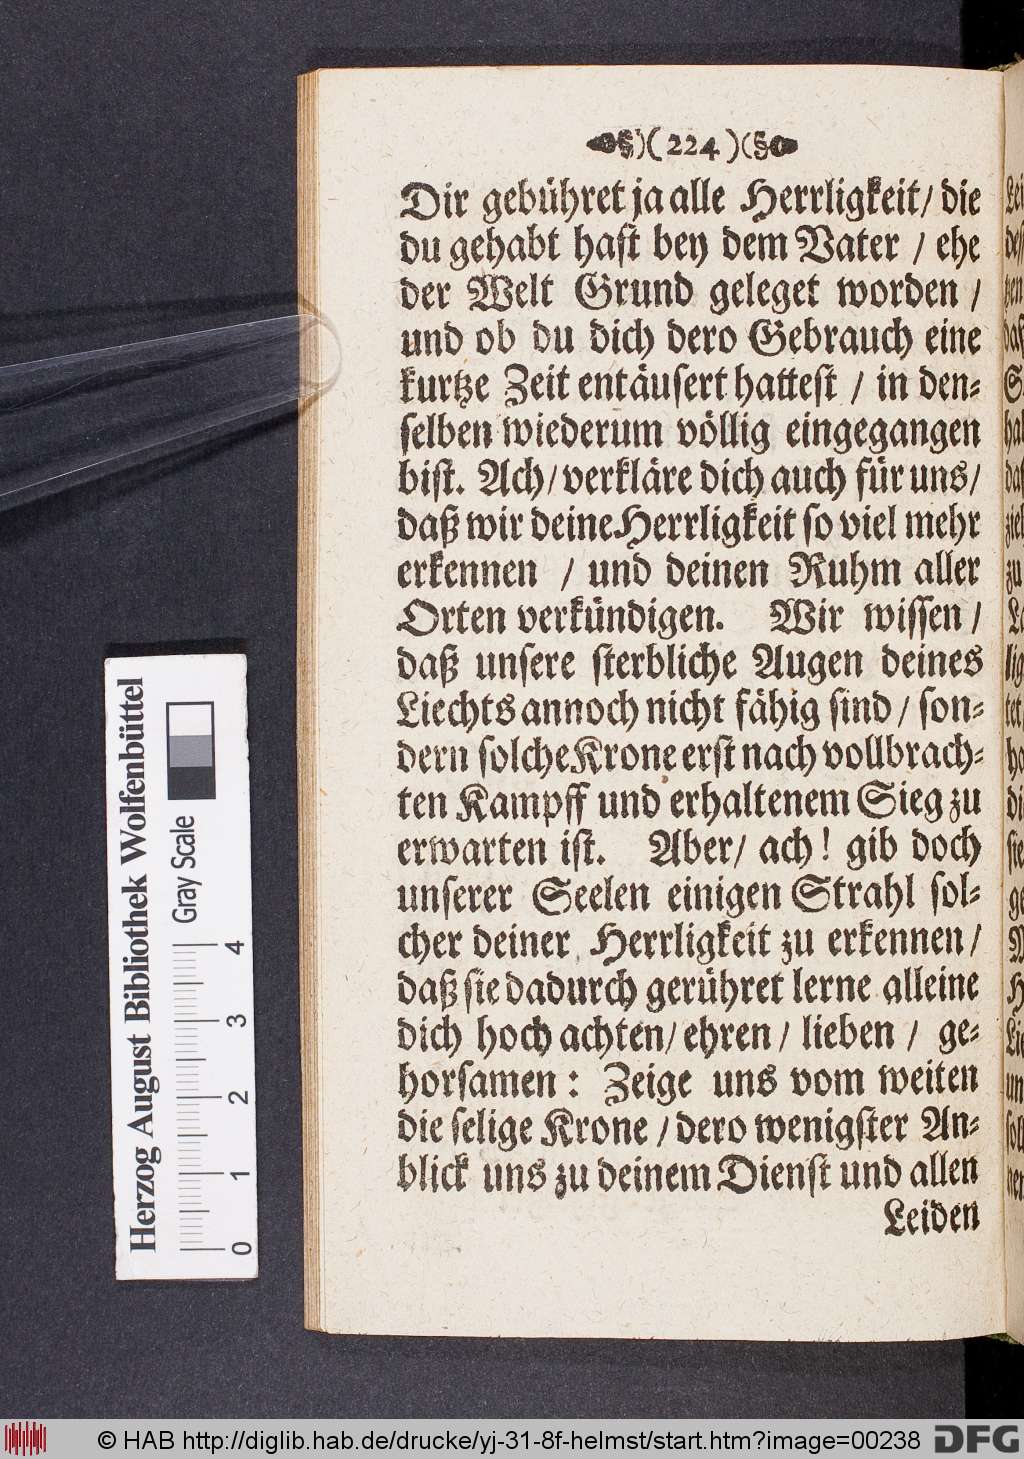 )( 224 )(
Dir gebühret ja alle Herrligkeit/ die
du gehabt hast bey dem Vater / ehe
der Welt Grund geleget worden /
und ob du dich dero Gebrauch eine
kurtze Zeit entäusert hattest / in den-
selben wiederum völlig eingegangen
bist. Ach/ verkläre dich auch für uns/
daß wir deine Herrligkeit so viel mehr
erkennen / und deinen Ruhm aller
Orten verkündigen. Wir wissen /
daß unsere sterbliche Augen deines
Liechts annoch nicht fähig sind / son-
dern solche Krone erst nach vollbrach-
ten Kampff und erhaltenem Sieg zu
erwarten ist. Aber/ ach! gib doch
unserer Seelen einigen Strahl sol-
cher deiner Herrligkeit zu erkennen /
daß sie dadurch gerühret lerne alleine
dich hoch achten/ ehren / lieben / ge-
horsamen : Zeige uns vom weiten
die selige Krone / dero wenigster An-
blick uns zu deinem Dienst und allen
Leiden
Herzog August Bibliothek Wolfenbüttel
Gray Scale
0 1 2 3 4
© HAB http://diglib.hab.de/drucke/yj-31-8f-helmst/start.htm?image=00238
DFG